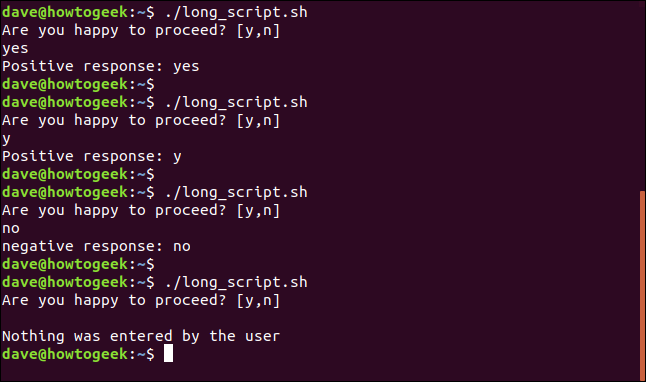 dave@howtogeek:~$ ./long_script.sh
Are you happy to proceed? [y,n]
yes
Positive response: yes
dave@howtogeek:~$
dave@howtogeek:~$ ./long_script.sh
Are you happy to proceed? [y,n]
y
Positive response: y
dave@howtogeek:~$
dave@howtogeek:~$ ./long_script.sh
Are you happy to proceed? [y,n]
no
negative response: no
dave@howtogeek:~$
dave@howtogeek:~$ ./long_script.sh
Are you happy to proceed? [y,n]

Nothing was entered by the user
dave@howtogeek:~$